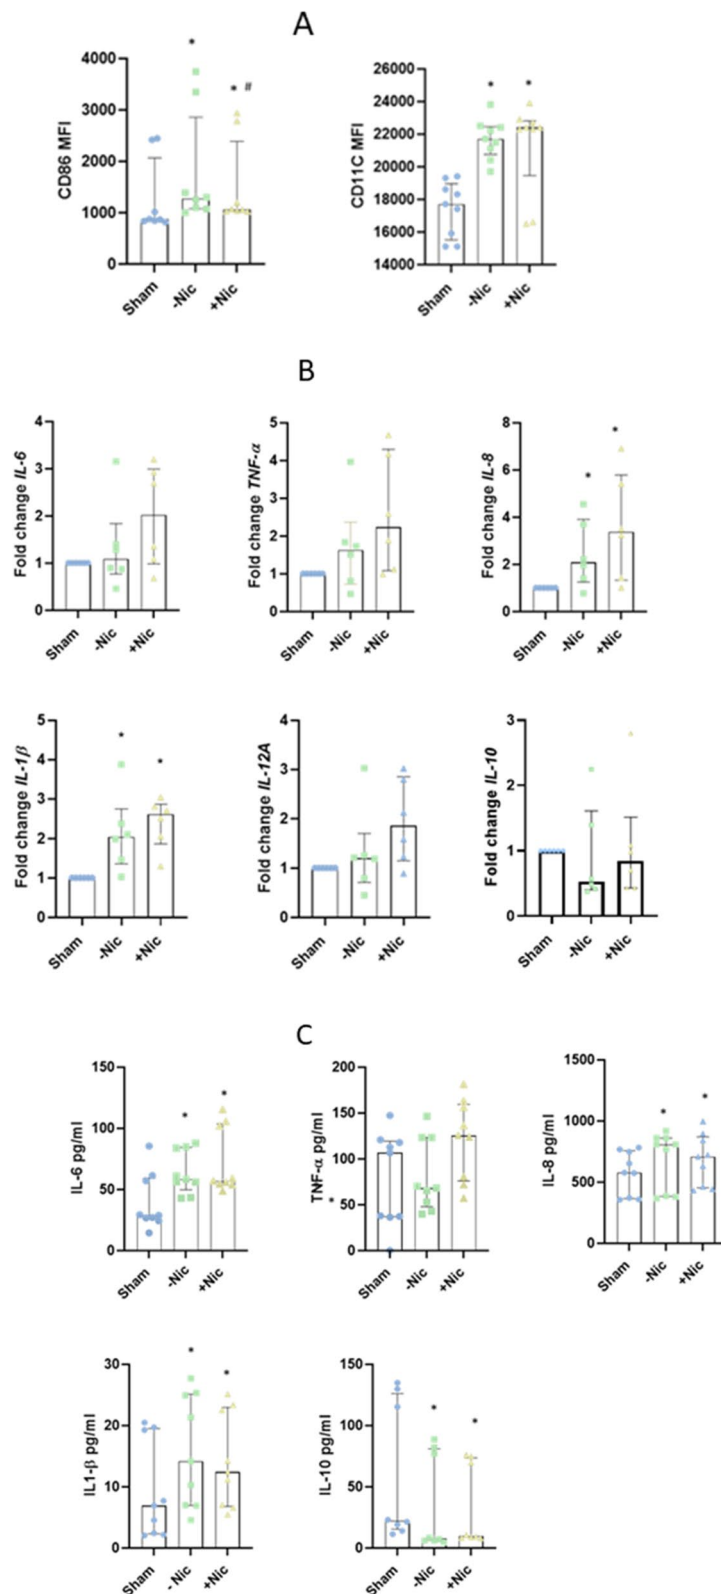 A
CD86 MFI
4000
3000
2000
1000
0
*
* #
Sham
-Nic
+Nic
CD11C MFI
26000
24000
22000
20000
18000
16000
14000
*
*
Sham
-Nic
+Nic
B
Fold change IL-6
4
3
2
1
0
Sham
-Nic
+Nic
Fold change TNF-α
5
4
3
2
1
0
Sham
-Nic
+Nic
Fold change IL-8
8
6
4
2
0
*
*
Sham
-Nic
+Nic
Fold change IL-1β
5
4
3
2
1
0
*
*
Sham
-Nic
+Nic
Fold change IL-12A
4
3
2
1
0
Sham
-Nic
+Nic
Fold change IL-10
3
2
1
0
Sham
-Nic
+Nic
C
IL-6 pg/ml
150
100
50
0
*
*
Sham
-Nic
+Nic
TNF-α pg/ml
*
200
150
100
50
0
Sham
-Nic
+Nic
IL-8 pg/ml
1500
1000
500
0
*
*
Sham
-Nic
+Nic
IL1-β pg/ml
30
20
10
0
*
*
Sham
- Nic
+Nic
IL-10 pg/ml
150
100
50
0
*
*
Sham
-Nic
+Nic